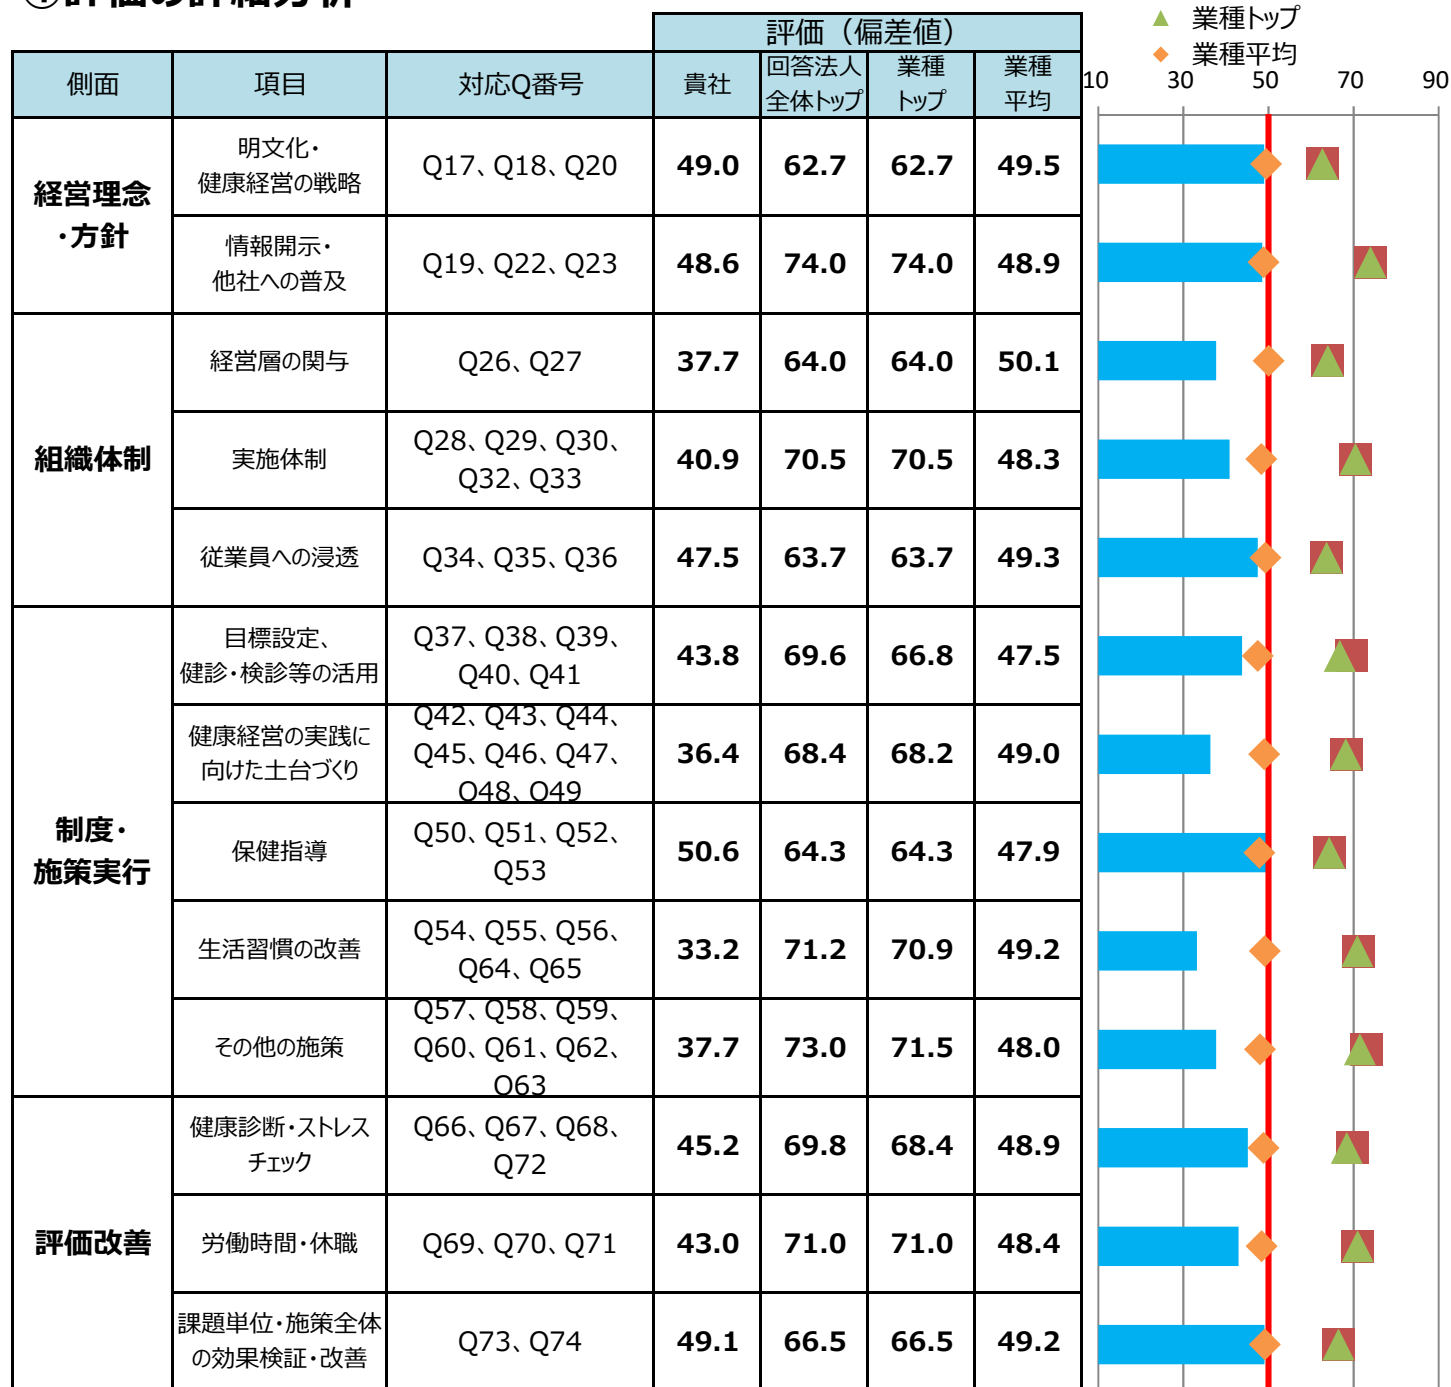 ①評価の詳細分析
▲ 業種トップ
◆ 業種平均
評価（偏差値）
側面 項目 対応Q番号 貴社 回答法人全体トップ 業種トップ 業種平均
10 30 50 70 90
経営理念・方針
明文化・健康経営の戦略 Q17、Q18、Q20 49.0 62.7 62.7 49.5
情報開示・他社への普及 Q19、Q22、Q23 48.6 74.0 74.0 48.9
組織体制
経営層の関与 Q26、Q27 37.7 64.0 64.0 50.1
実施体制 Q28、Q29、Q30、Q32、Q33 40.9 70.5 70.5 48.3
従業員への浸透 Q34、Q35、Q36 47.5 63.7 63.7 49.3
制度・施策実行
目標設定、健診・検診等の活用 Q37、Q38、Q39、Q40、Q41 43.8 69.6 66.8 47.5
健康経営の実践に向けた土台づくり Q42、Q43、Q44、Q45、Q46、Q47、Q48、Q49 36.4 68.4 68.2 49.0
保健指導 Q50、Q51、Q52、Q53 50.6 64.3 64.3 47.9
生活習慣の改善 Q54、Q55、Q56、Q64、Q65 33.2 71.2 70.9 49.2
その他の施策 Q57、Q58、Q59、Q60、Q61、Q62、Q63 37.7 73.0 71.5 48.0
評価改善
健康診断・ストレスチェック Q66、Q67、Q68、Q72 45.2 69.8 68.4 48.9
労働時間・休職 Q69、Q70、Q71 43.0 71.0 71.0 48.4
課題単位・施策全体の効果検証・改善 Q73、Q74 49.1 66.5 66.5 49.2